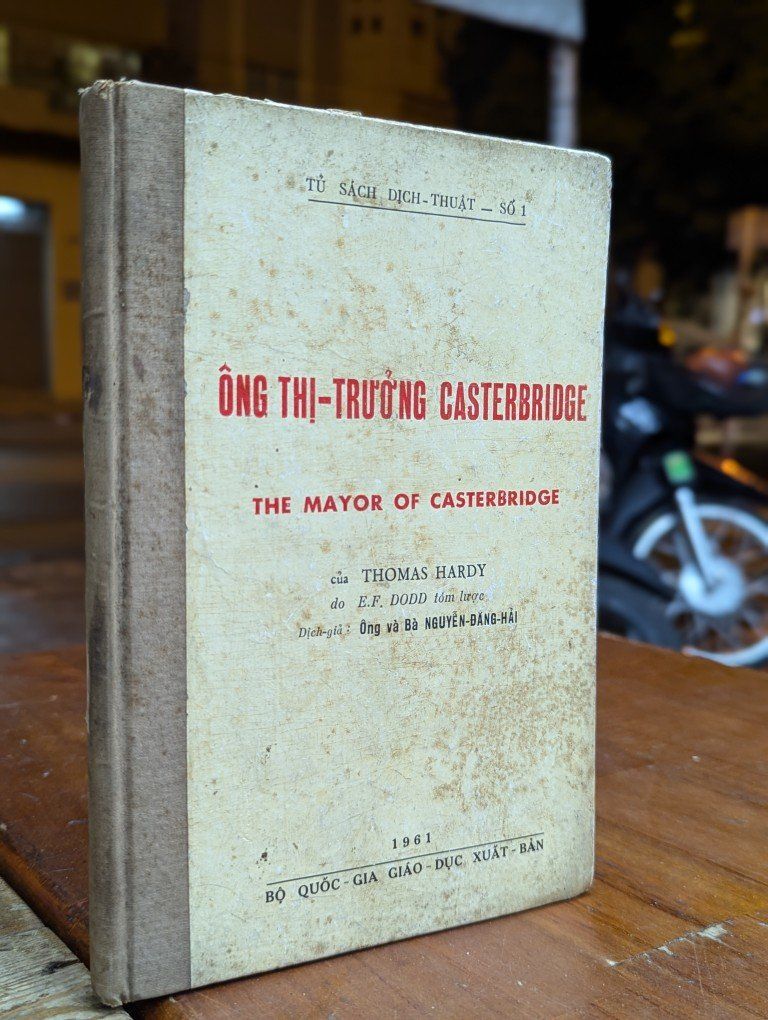 TỦ SÁCH DỊCH-THUẬT — SỐ 1
ÔNG THỊ-TRƯỞNG CASTERBRIDGE
THE MAYOR OF CASTERBRIDGE
của THOMAS HARDY
do E.F. DODD tóm lược
Dịch-giả : Ông và Bà NGUYỄN-ĐĂNG-HẢI
1961
BỘ QUỐC-GIA GIÁO-DỤC XUẤT-BẢN